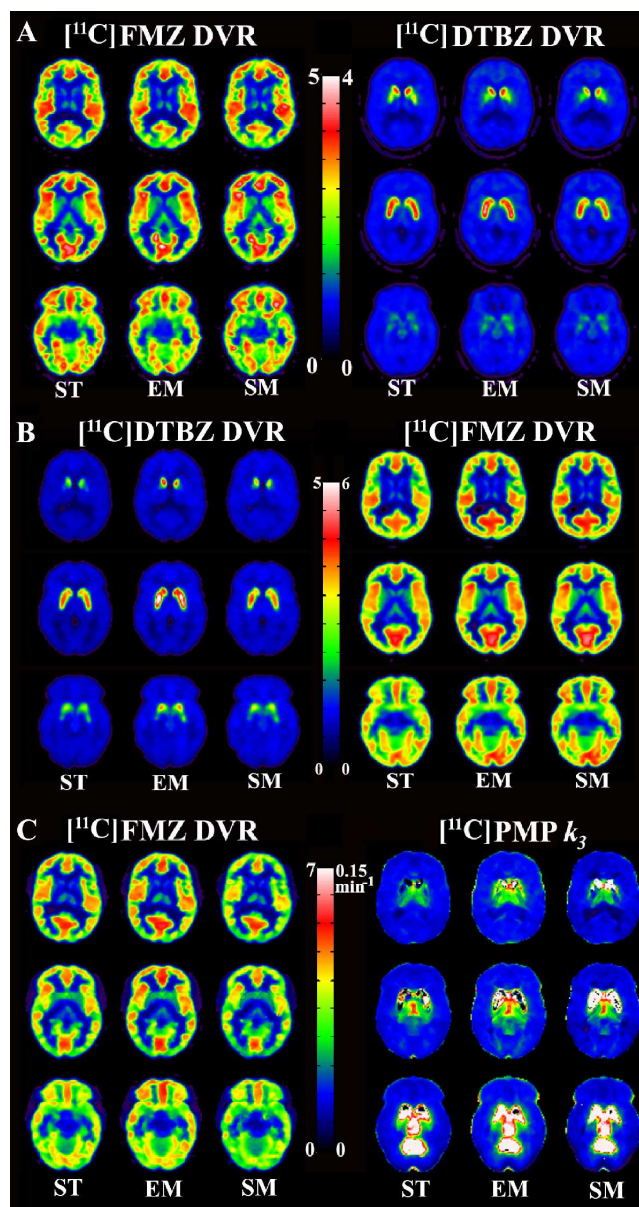 A [¹¹C]FMZ DVR [¹¹C]DTBZ DVR
5 4
0 0
ST EM SM ST EM SM
B [¹¹C]DTBZ DVR [¹¹C]FMZ DVR
5 6
0 0
ST EM SM ST EM SM
C [¹¹C]FMZ DVR [¹¹C]PMP k₃
7 0.15
min⁻¹
0 0
ST EM SM ST EM SM